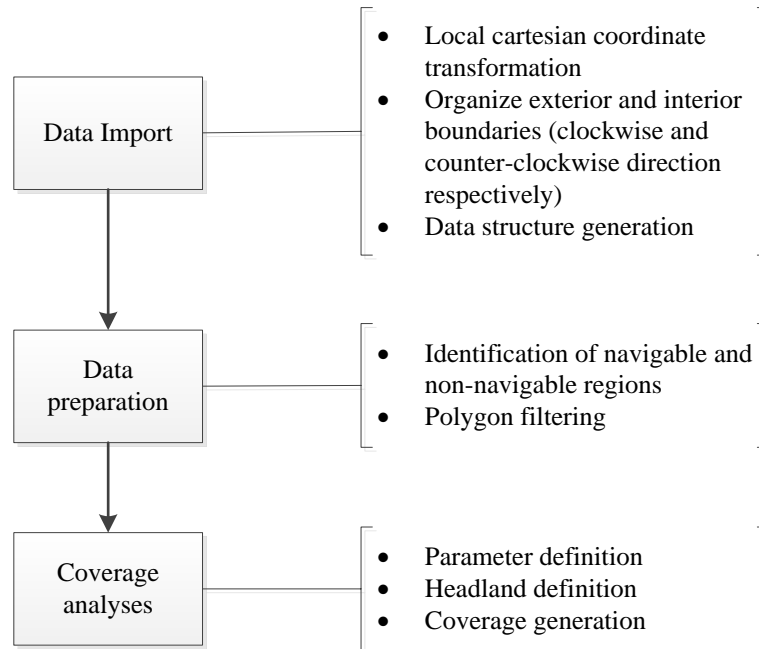 Data Import
• Local cartesian coordinate
transformation
• Organize exterior and interior
boundaries (clockwise and
counter-clockwise direction
respectively)
• Data structure generation
Data
preparation
• Identification of navigable and
non-navigable regions
• Polygon filtering
Coverage
analyses
• Parameter definition
• Headland definition
• Coverage generation